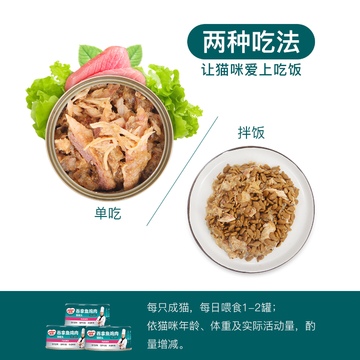 两种吃法
让猫咪爱上吃饭
拌饭
单吃
每只成猫，每日喂食1-2罐；
依猫咪年龄、体重及实际活动量，酌
量增减。